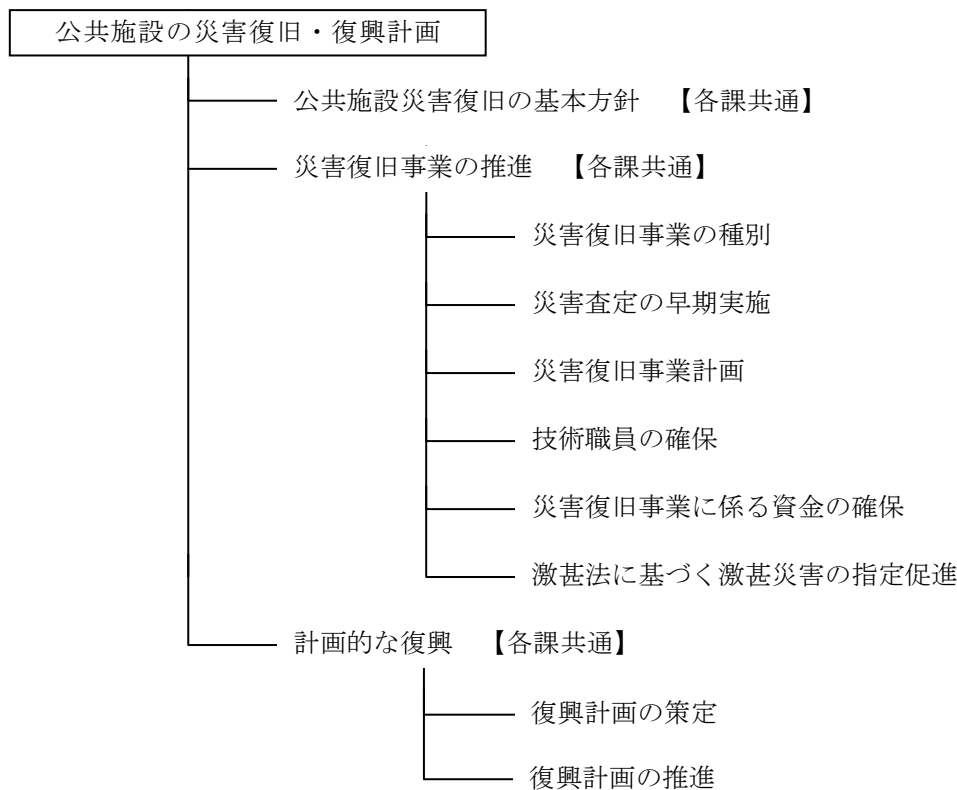 公共施設の災害復旧・復興計画
公共施設災害復旧の基本方針 【各課共通】
災害復旧事業の推進 【各課共通】
災害復旧事業の種別
災害査定の早期実施
災害復旧事業計画
技術職員の確保
災害復旧事業に係る資金の確保
激甚法に基づく激甚災害の指定促進
計画的な復興 【各課共通】
復興計画の策定
復興計画の推進